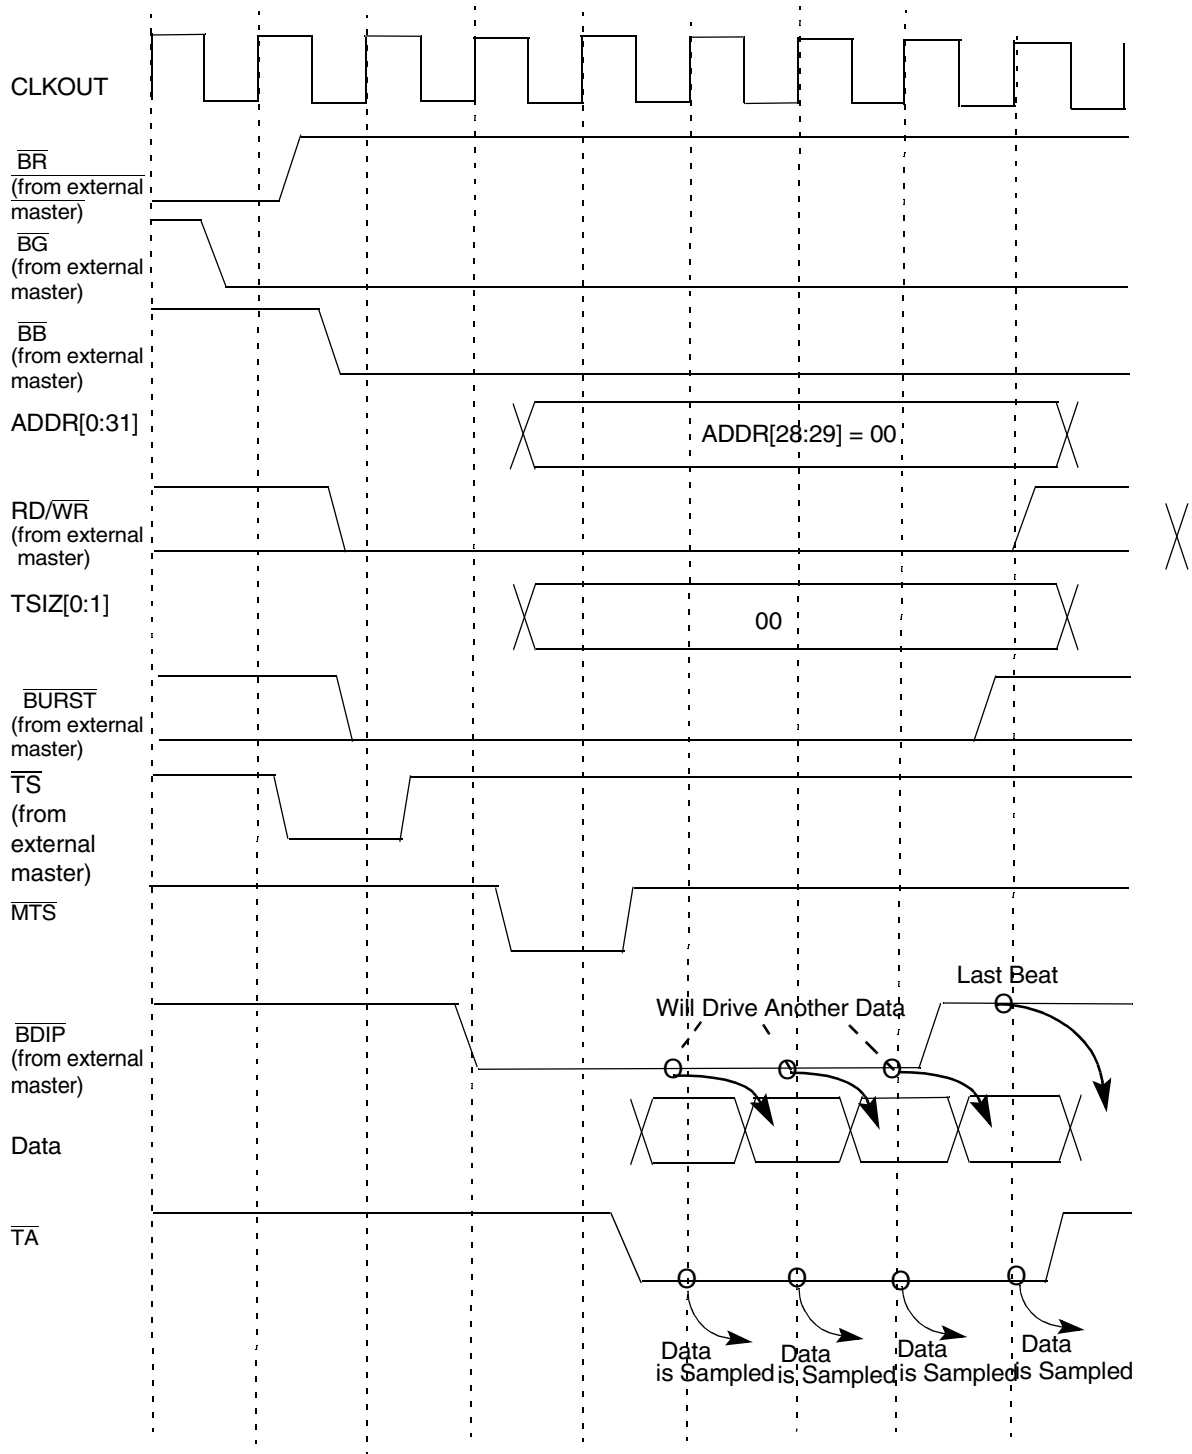 CLKOUT
BR
(from external
master)
BG
(from external
master)
BB
(from external
master)
ADDR[0:31]
ADDR[28:29] = 00
RD/WR
(from external
master)
TSIZ[0:1]
00
BURST
(from external
master)
TS
(from
external
master)
MTS
Last Beat
Will Drive Another Data
BDIP
(from external
master)
Data
TA
Data
is Sampled
Data
is Sampled
Data
is Sampled
Data
is Sampled